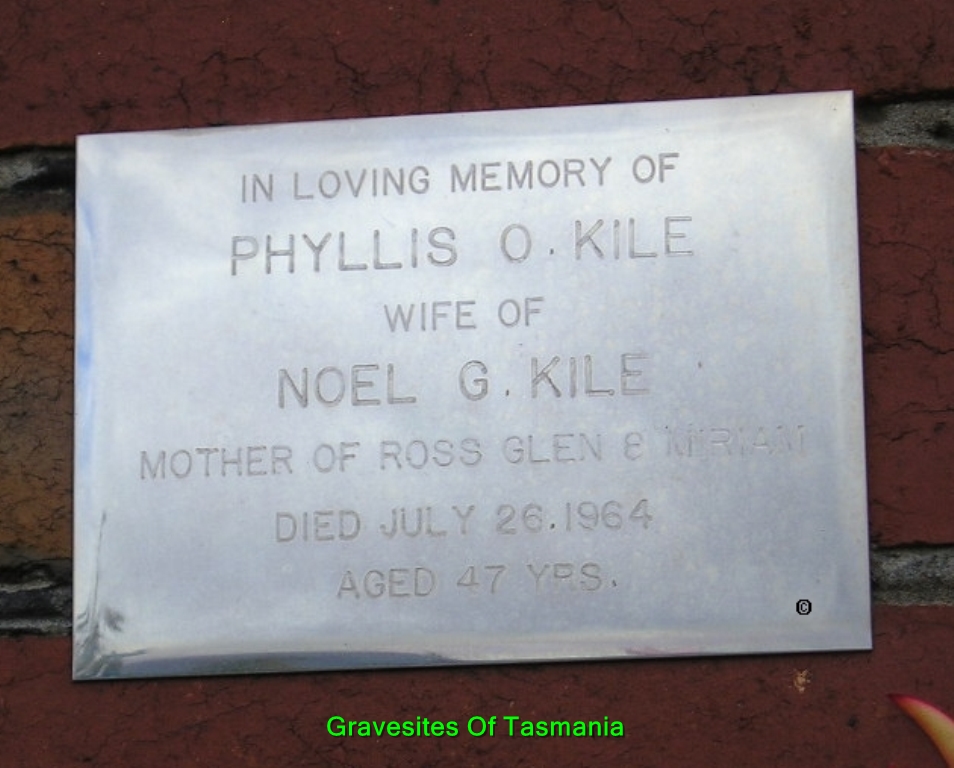 IN LOVING MEMORY OF
PHYLLIS O. KILE
WIFE OF
NOEL G. KILE
MOTHER OF ROSS GLEN & MIRIAM
DIED JULY 26.1964
AGED 47 YRS.
©
Gravesites Of Tasmania